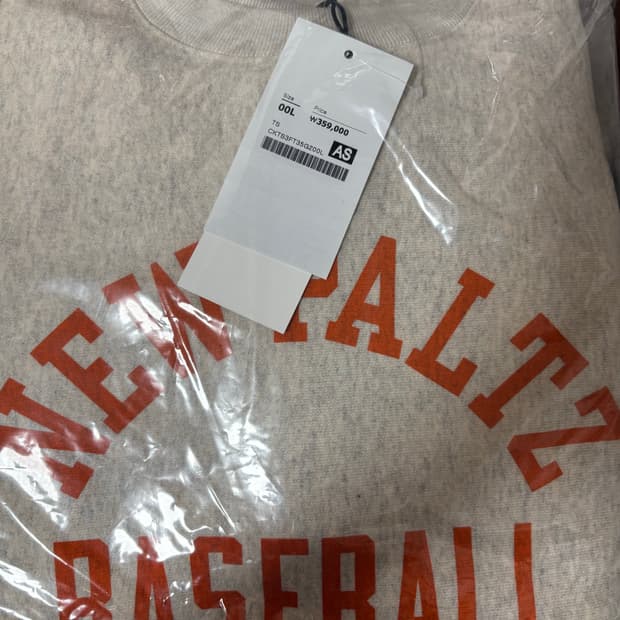 Size
Price
00L
₩359,000
TS
CKTS3FT35G200L
AS
NEW PALTZ
BASEBALL